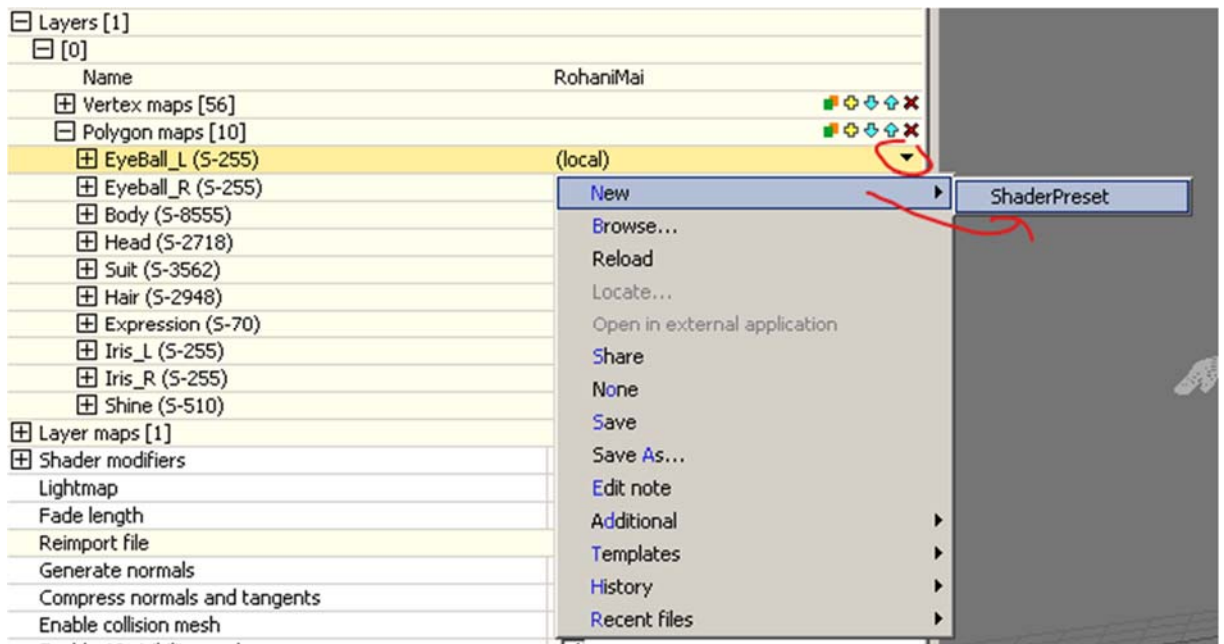 Layers [1]
[0]
Name RohaniMai
Vertex maps [56]
Polygon maps [10]
EyeBall_L (S-255) (local)
Eyeball_R (S-255)
Body (S-8555)
Head (S-2718)
Suit (S-3562)
Hair (S-2948)
Expression (S-70)
Iris_L (S-255)
Iris_R (S-255)
Shine (S-510)
Layer maps [1]
Shader modifiers
Lightmap
Fade length
Reimport file
Generate normals
Compress normals and tangents
Enable collision mesh
New
Browse...
Reload
Locate...
Open in external application
Share
None
Save
Save As...
Edit note
Additional
Templates
History
Recent files
ShaderPreset